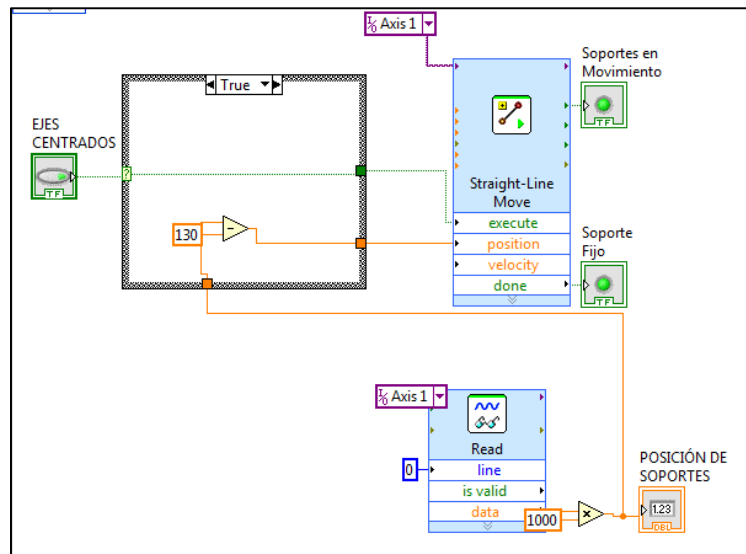 Axis 1
Soportes en
Movimiento
True
EJES
CENTRADOS
TF
?
TF
Straight-Line
Move
130
execute
position
velocity
done
Soporte
Fijo
TF
Axis 1
Read
0
line
is valid
data
1000
POSICIÓN DE
SOPORTES
1.23
DBL